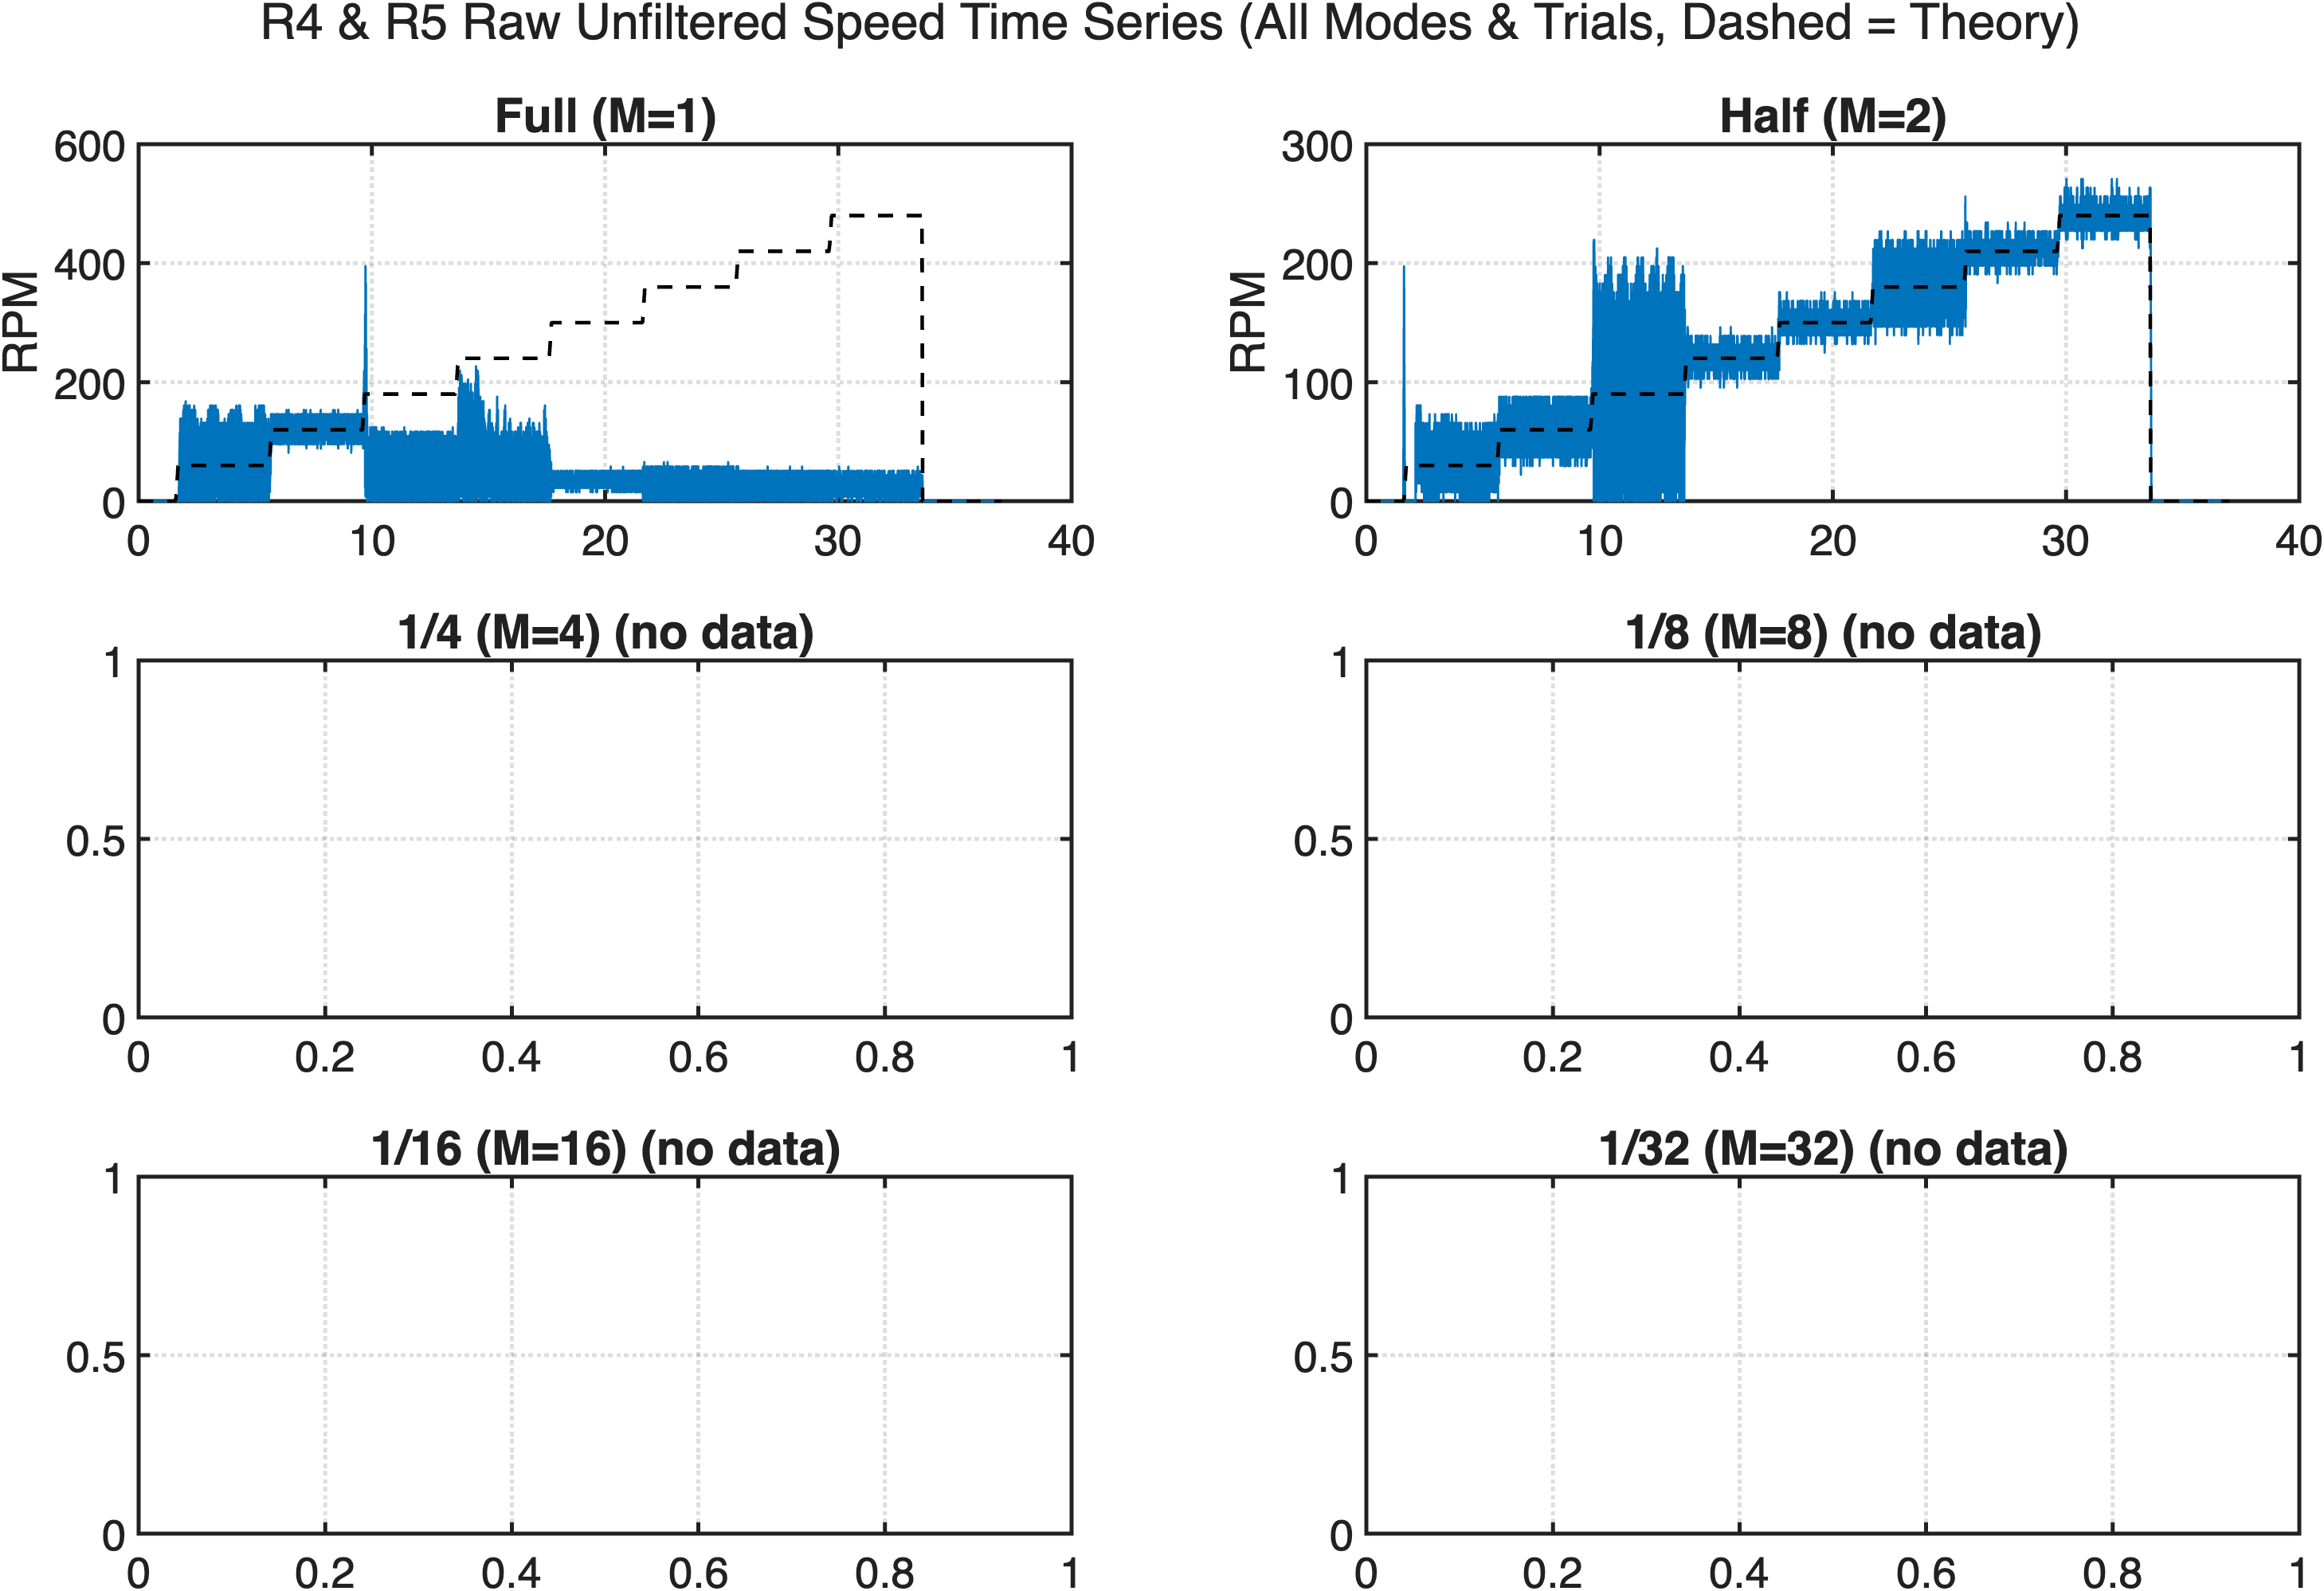 R4 & R5 Raw Unfiltered Speed Time Series (All Modes & Trials, Dashed = Theory)
Full (M=1)
600
400
200
0
RPM
0 10 20 30 40
Half (M=2)
300
200
100
0
RPM
0 10 20 30 40
1/4 (M=4) (no data)
1
0.5
0
0 0.2 0.4 0.6 0.8 1
1/8 (M=8) (no data)
1
0.5
0
0 0.2 0.4 0.6 0.8 1
1/16 (M=16) (no data)
1
0.5
0
0 0.2 0.4 0.6 0.8 1
1/32 (M=32) (no data)
1
0.5
0
0 0.2 0.4 0.6 0.8 1